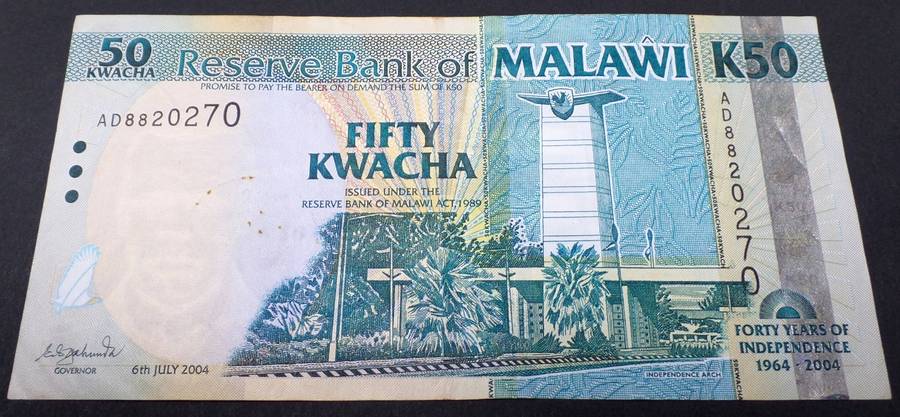 50
KWACHA
Reserve Bank of MALAŴI
K50
PROMISE TO PAY THE BEARER ON DEMAND THE SUM OF K50
AD8820270
AD8820270
FIFTY
KWACHA
ISSUED UNDER THE
RESERVE BANK OF MALAWI ACT, 1989
GOVERNOR
6th JULY 2004
INDEPENDENCE ARCH
FORTY YEARS OF
INDEPENDENCE
1964 - 2004